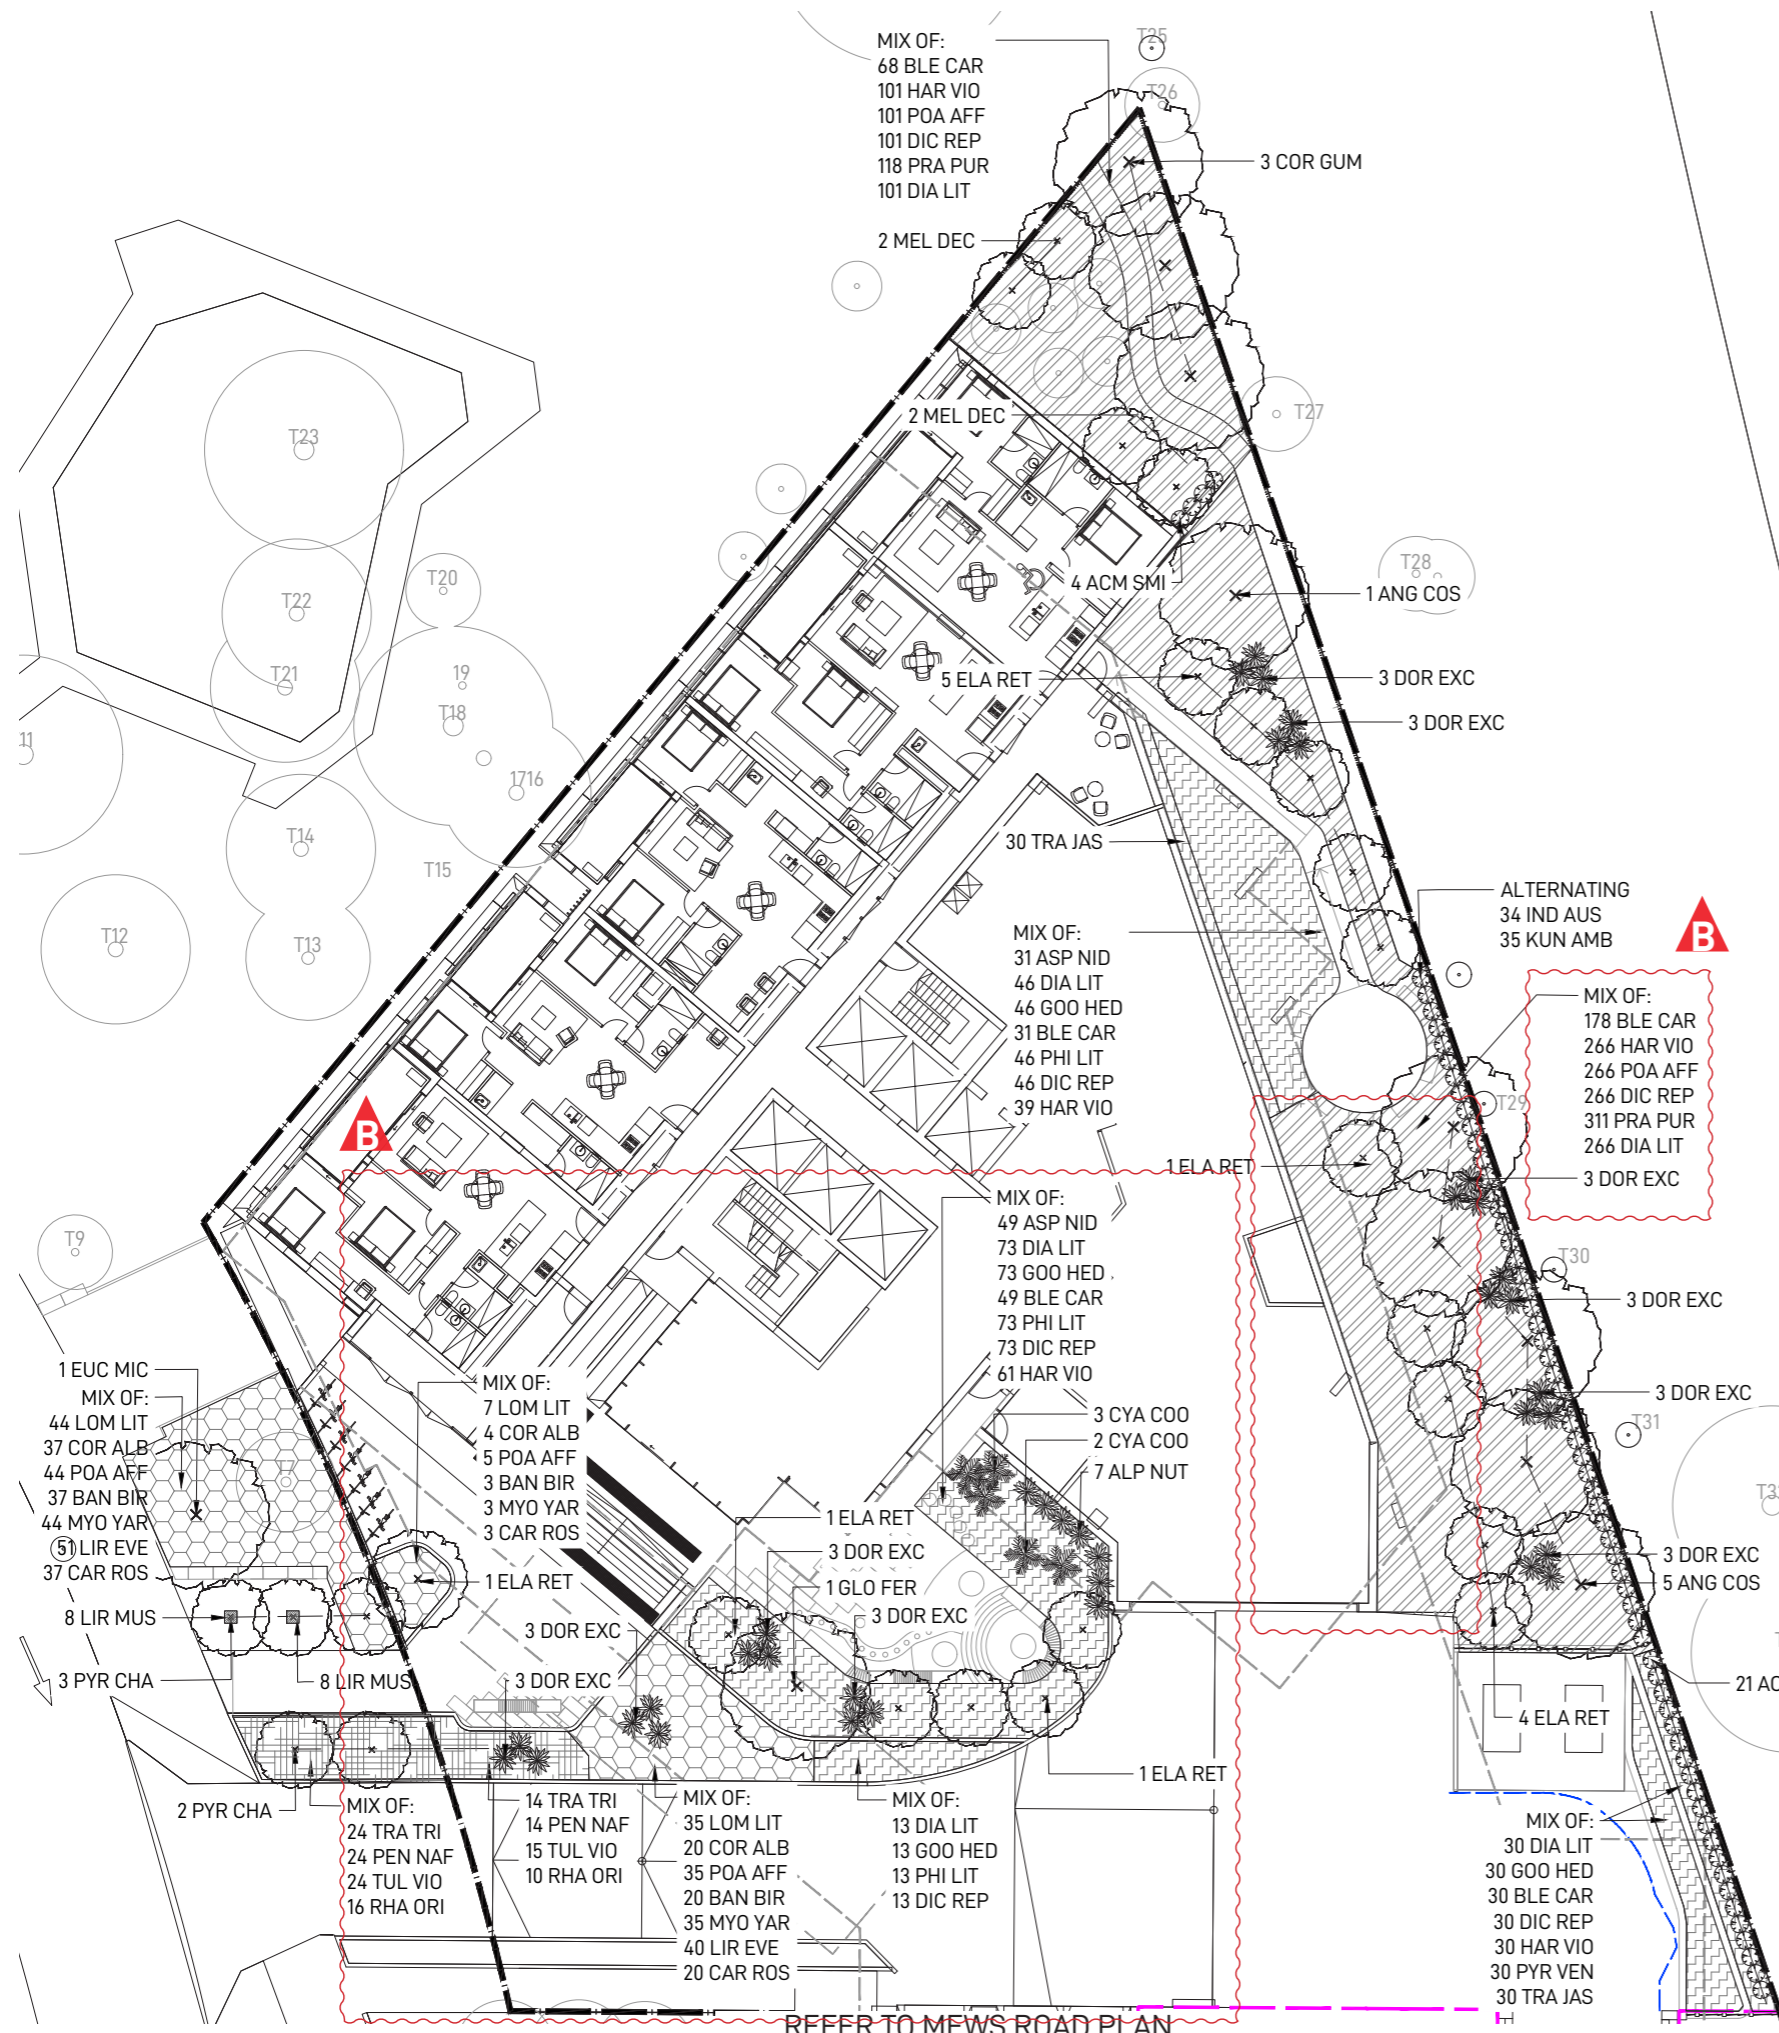 MIX OF:
68 BLE CAR
101 HAR VIO
101 POA AFF
101 DIC REP
118 PRA PUR
101 DIA LIT
T25
T26
3 COR GUM
2 MEL DEC
T23
T27
2 MEL DEC
T28
T20
T22
4 ACM SMI
1 ANG COS
T21
19
T18
5 ELA RET
3 DOR EXC
3 DOR EXC
11
1716
T14
T15
30 TRA JAS
T12
T13
ALTERNATING
34 IND AUS
35 KUN AMB
B
MIX OF:
31 ASP NID
46 DIA LIT
46 GOO HED
31 BLE CAR
46 PHI LIT
46 DIC REP
39 HAR VIO
MIX OF:
178 BLE CAR
266 HAR VIO
266 POA AFF
266 DIC REP
311 PRA PUR
266 DIA LIT
T29
B
1 ELA RET
3 DOR EXC
MIX OF:
49 ASP NID
73 DIA LIT
73 GOO HED
49 BLE CAR
73 PHI LIT
73 DIC REP
61 HAR VIO
T9
T30
3 DOR EXC
1 EUC MIC
MIX OF:
44 LOM LIT
37 COR ALB
44 POA AFF
37 BAN BIR
44 MYO YAR
51 LIR EVE
37 CAR ROS
MIX OF:
7 LOM LIT
4 COR ALB
5 POA AFF
3 BAN BIR
3 MYO YAR
3 CAR ROS
3 DOR EXC
3 CYA COO
2 CYA COO
7 ALP NUT
T31
1 ELA RET
3 DOR EXC
1 GLO FER
3 DOR EXC
1 ELA RET
3 DOR EXC
5 ANG COS
8 LIR MUS
3 DOR EXC
3 PYR CHA
8 LIR MUS
3 DOR EXC
21 AC
4 ELA RET
1 ELA RET
2 PYR CHA
MIX OF:
24 TRA TRI
24 PEN NAF
24 TUL VIO
16 RHA ORI
14 TRA TRI
14 PEN NAF
15 TUL VIO
10 RHA ORI
MIX OF:
35 LOM LIT
20 COR ALB
35 POA AFF
20 BAN BIR
35 MYO YAR
40 LIR EVE
20 CAR ROS
MIX OF:
13 DIA LIT
13 GOO HED
13 PHI LIT
13 DIC REP
MIX OF:
30 DIA LIT
30 GOO HED
30 BLE CAR
30 DIC REP
30 HAR VIO
30 PYR VEN
30 TRA JAS
REFER TO MEWS ROAD PLAN